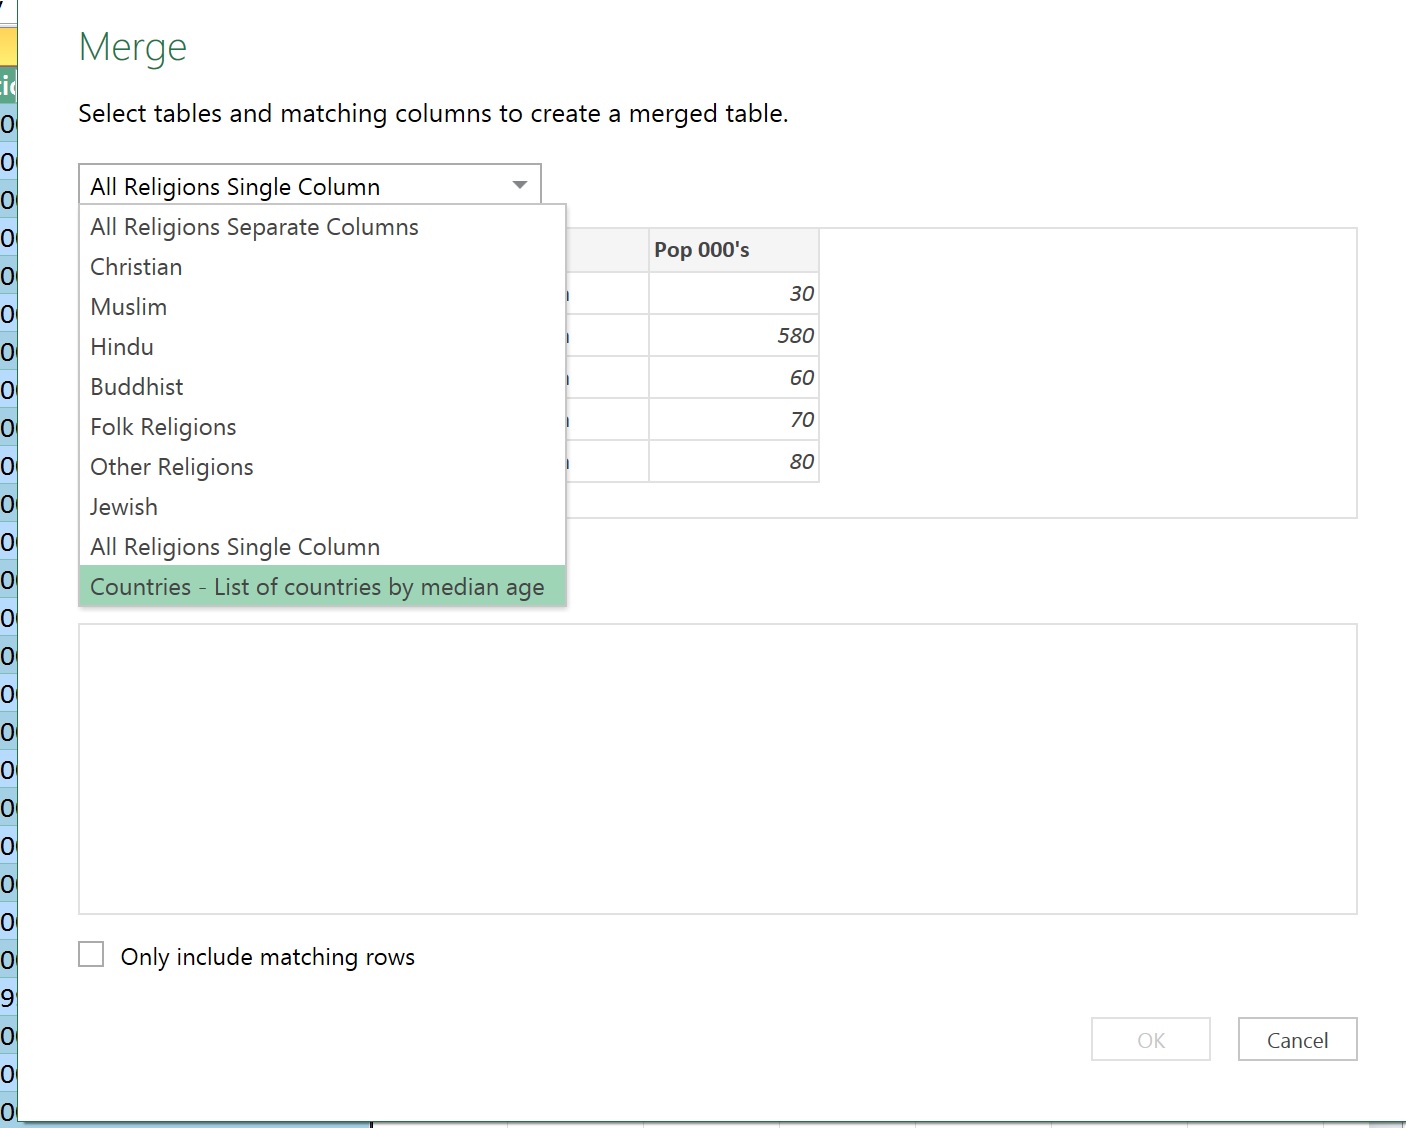 Merge
Select tables and matching columns to create a merged table.
All Religions Single Column
All Religions Separate Columns
Christian
Muslim
Hindu
Buddhist
Folk Religions
Other Religions
Jewish
All Religions Single Column
Countries - List of countries by median age
Pop 000's
30
580
60
70
80
Only include matching rows
OK
Cancel